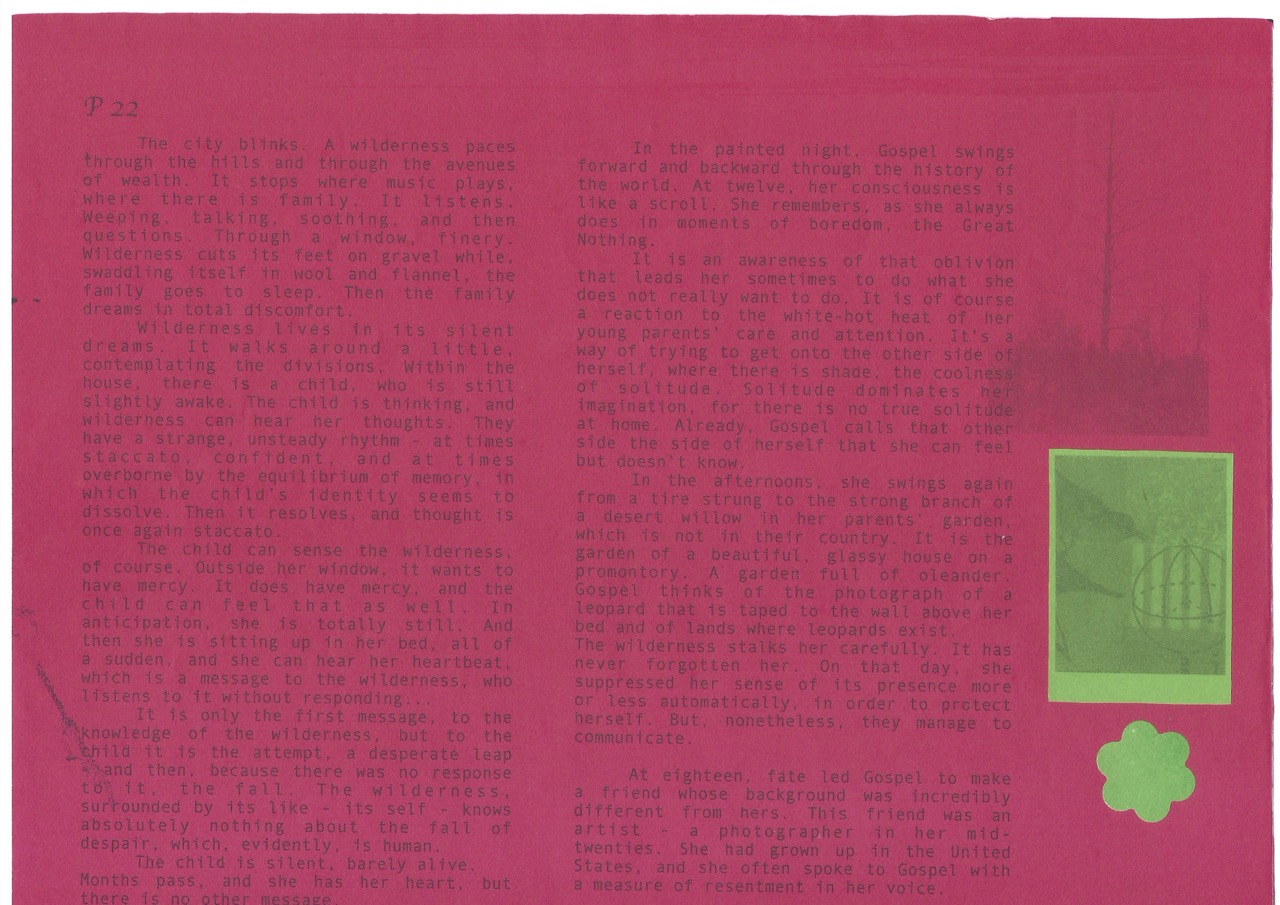 P 22
The city blinks. A wilderness paces
through the hills and through the avenues
of wealth. It stops where music plays,
where there is family. It listens.
Weeping, talking, soothing, and then
questions. Through a window, finery.
Wilderness cuts its feet on gravel while,
swaddling itself in wool and flannel, the
family goes to sleep. Then the family
dreams in total discomfort.
Wilderness lives in its silent
dreams. It walks around a little,
contemplating the divisions. Within the
house, there is a child, who is still
slightly awake. The child is thinking, and
wilderness can hear her thoughts. They
have a strange, unsteady rhythm - at times
staccato, confident, and at times
overborne by the equilibrium of memory, in
which the child's identity seems to
dissolve. Then it resolves, and thought is
once again staccato.
The child can sense the wilderness,
of course. Outside her window, it wants to
have mercy. It does have mercy, and the
child can feel that as well. In
anticipation, she is totally still. And
then she is sitting up in her bed, all of
a sudden, and she can hear her heartbeat,
which is a message to the wilderness, who
listens to it without responding...
It is only the first message, to the
knowledge of the wilderness, but to the
child it is the attempt, a desperate leap
- and then, because there was no response
to it, the fall. The wilderness,
surrounded by its like - its self - knows
absolutely nothing about the fall of
despair, which, evidently, is human.
The child is silent, barely alive.
Months pass, and she has her heart, but
there is no other message.
In the painted night, Gospel swings
forward and backward through the history of
the world. At twelve, her consciousness is
like a scroll. She remembers, as she always
does in moments of boredom, the Great
Nothing.
It is an awareness of that oblivion
that leads her sometimes to do what she
does not really want to do. It is of course
a reaction to the white-hot heat of her
young parents' care and attention. It's a
way of trying to get onto the other side of
herself, where there is shade, the coolness
of solitude. Solitude dominates her
imagination, for there is no true solitude
at home. Already, Gospel calls that other
side the side of herself that she can feel
but doesn't know.
In the afternoons, she swings again
from a tire strung to the strong branch of
a desert willow in her parents' garden,
which is not in their country. It is the
garden of a beautiful, glassy house on a
promontory. A garden full of oleander.
Gospel thinks of the photograph of a
leopard that is taped to the wall above her
bed and of lands where leopards exist.
The wilderness stalks her carefully. It has
never forgotten her. On that day, she
suppressed her sense of its presence more
or less automatically, in order to protect
herself. But, nonetheless, they manage to
communicate.
At eighteen, fate led Gospel to make
a friend whose background was incredibly
different from hers. This friend was an
artist - a photographer in her mid-
twenties. She had grown up in the United
States, and she often spoke to Gospel with
a measure of resentment in her voice.